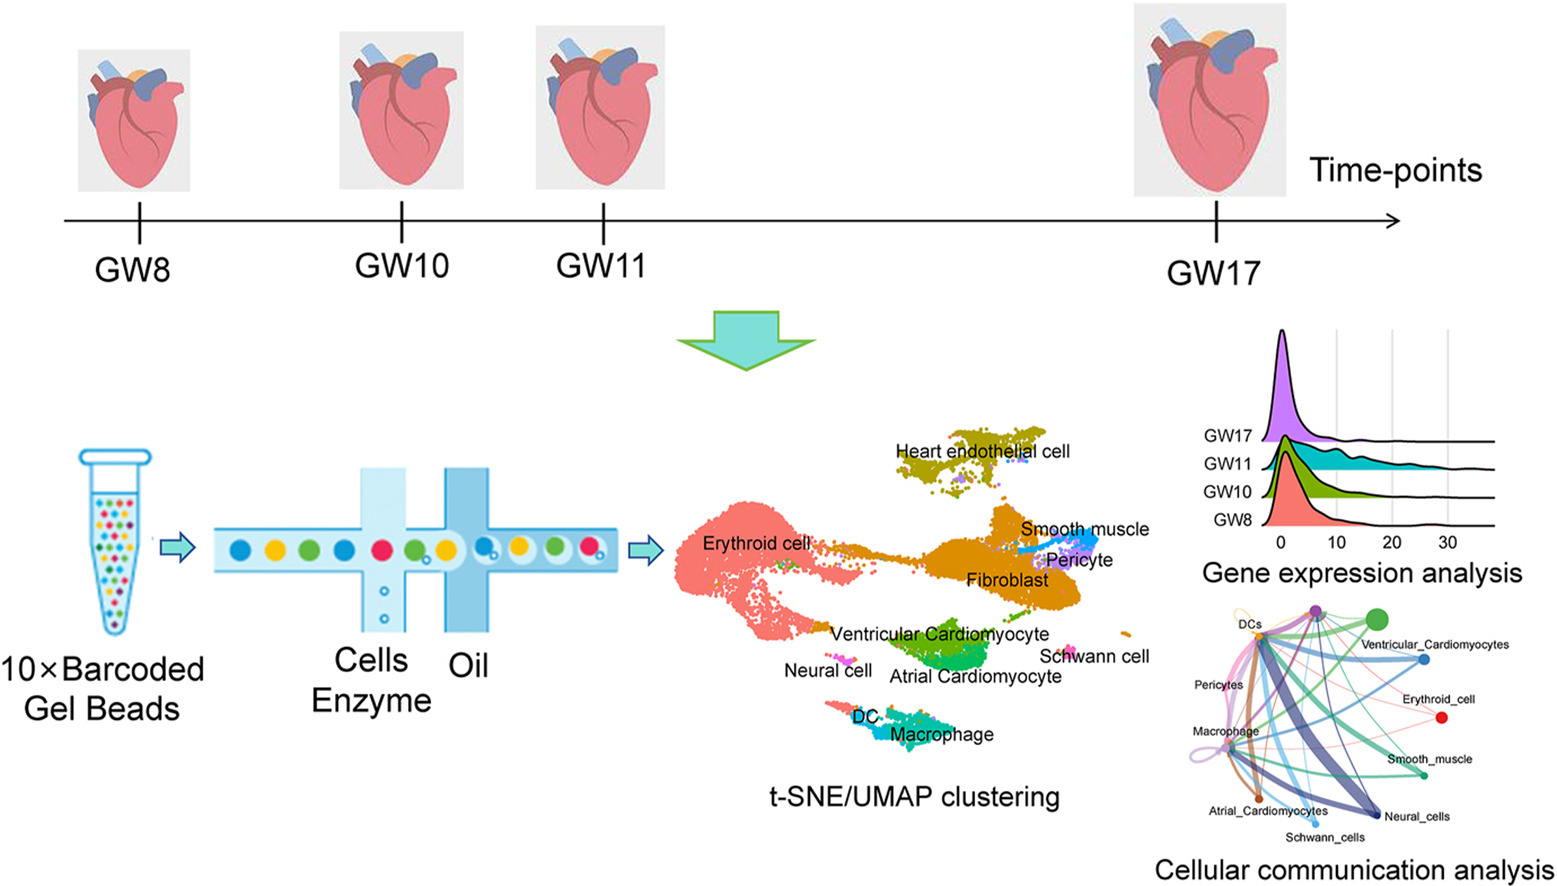 Time-points
GW8
GW10
GW11
GW17
10×Barcoded
Gel Beads
Cells
Enzyme
Oil
Heart endothelial cell
Erythroid cell
Smooth muscle
Pericyte
Fibroblast
Ventricular Cardiomyocyte
Neural cell
Atrial Cardiomyocyte
Schwann cell
DC
Macrophage
t-SNE/UMAP clustering
GW17
GW11
GW10
GW8
0 10 20 30
Gene expression analysis
DCs
Ventricular_Cardiomyocytes
Pericytes
Erythroid_cell
Macrophage
Smooth_muscle
Atrial_Cardiomyocytes
Neural_cells
Schwann_cells
Cellular communication analysis